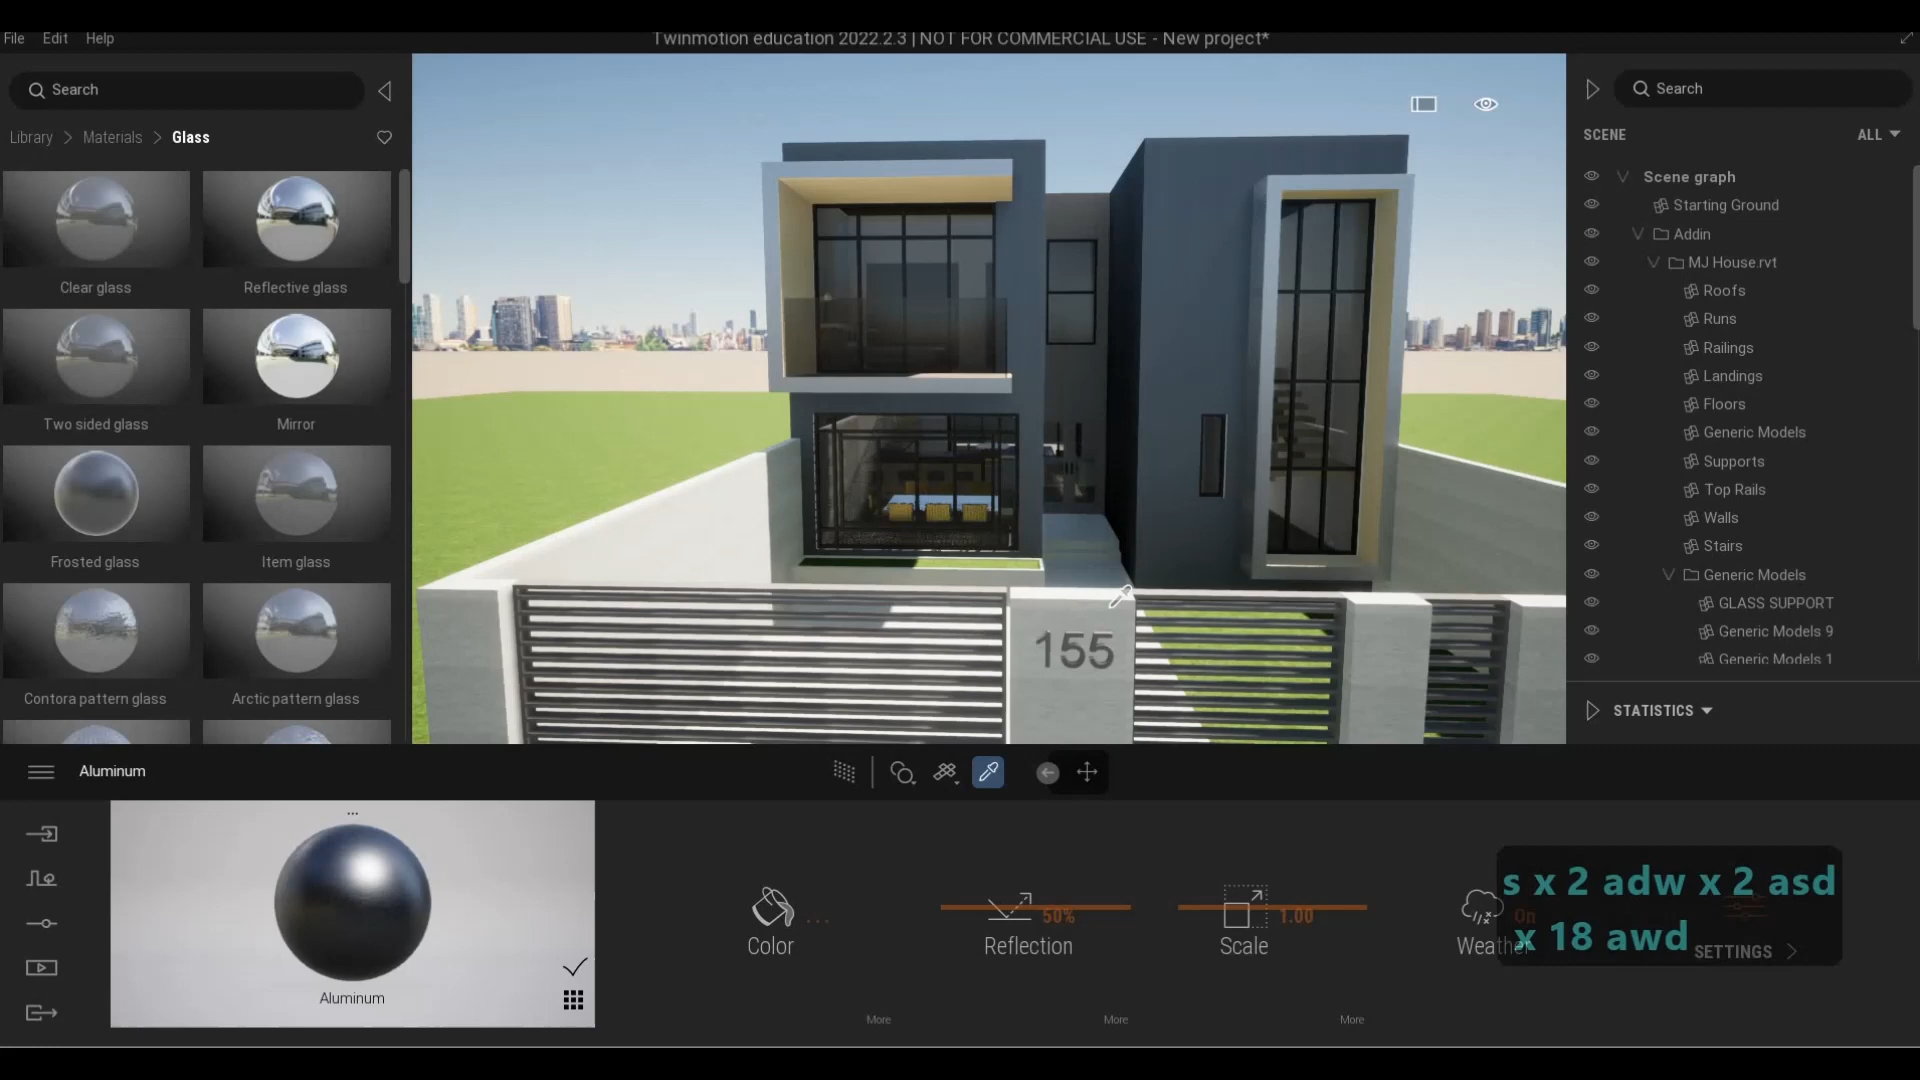 File Edit Help
Twinmotion education 2022.2.3 | NOT FOR COMMERCIAL USE - New project*
Search
Library > Materials > Glass
Clear glass
Reflective glass
Two sided glass
Mirror
Frosted glass
Item glass
Contora pattern glass
Arctic pattern glass
155
Search
SCENE
ALL
Scene graph
Starting Ground
Addin
MJ House.rvt
Roofs
Runs
Railings
Landings
Floors
Generic Models
Supports
Top Rails
Walls
Stairs
Generic Models
GLASS SUPPORT
Generic Models 9
Generic Models 1
STATISTICS
Aluminum
...
Aluminum
Color
...
More
Reflection
50%
More
Scale
1.00
More
Weather
On
SETTINGS
s x 2 adw x 2 asd
x 18 awd